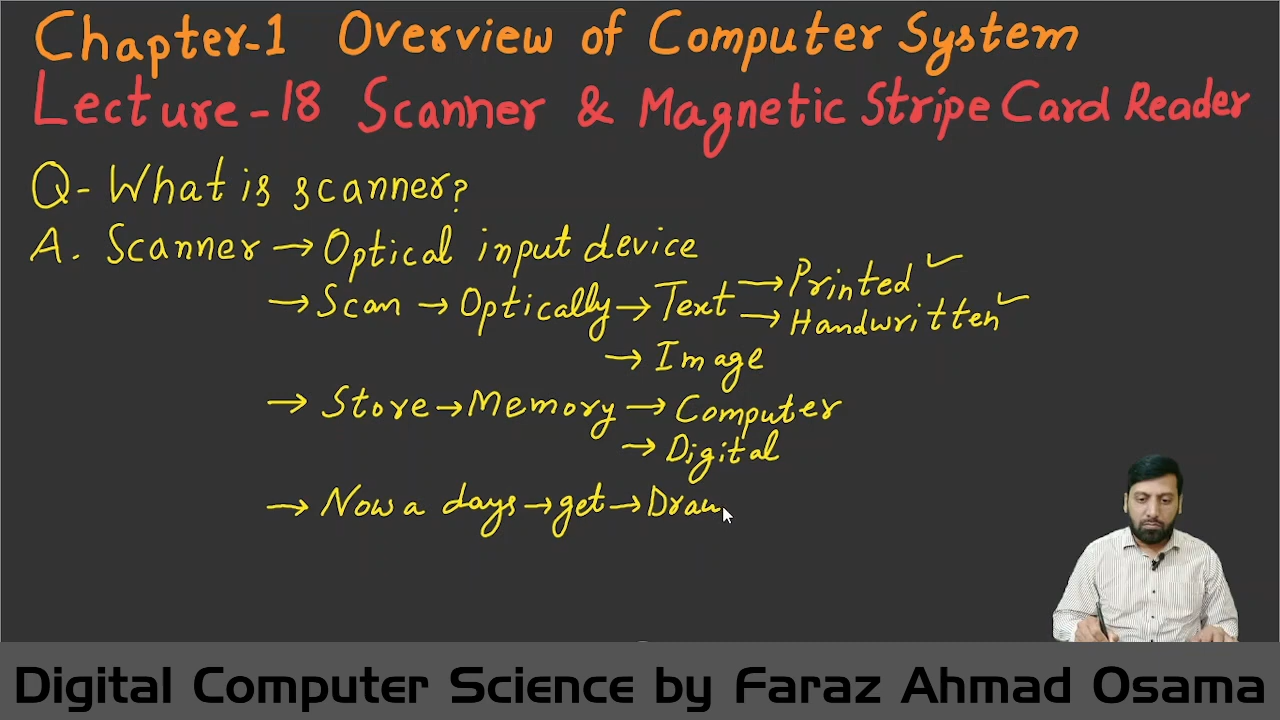 Chapter-1 Overview of Computer System
Lecture-18 Scanner & Magnetic Stripe Card Reader
Q- What is scanner?
A. Scanner → Optical input device
→ Scan → Optically → Text → Printed ✓
→ Handwritten ✓
→ Image
→ Store → Memory → Computer
→ Digital
→ Now a days → get → Draw
Digital Computer Science by Faraz Ahmad Osama